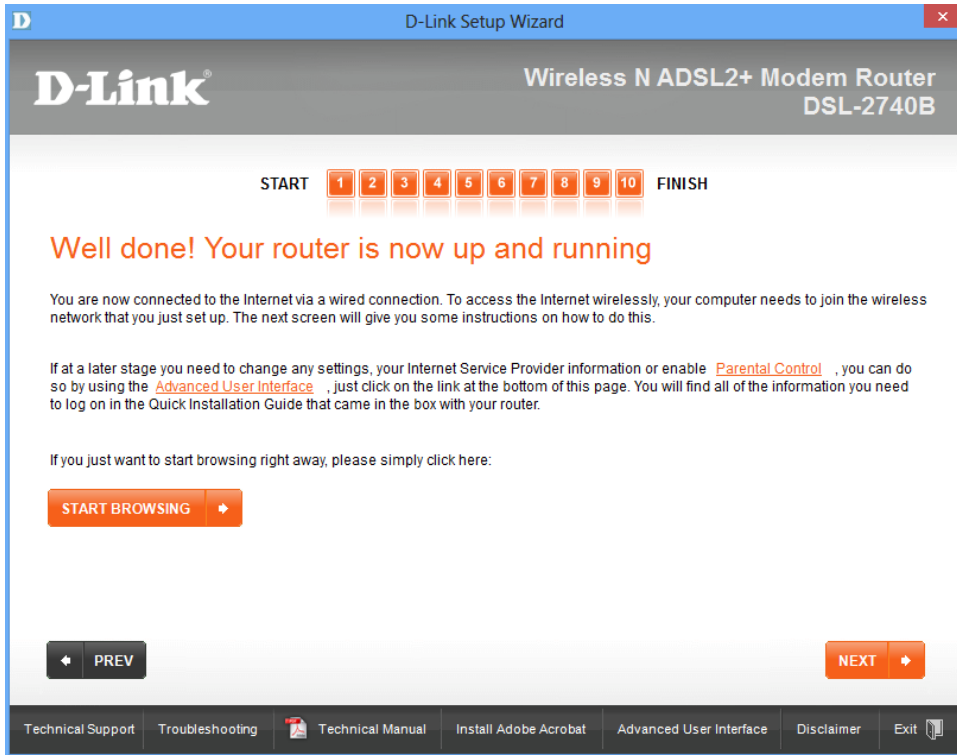 D
D-Link Setup Wizard
D-Link®
Wireless N ADSL2+ Modem Router
DSL-2740B
START 1 2 3 4 5 6 7 8 9 10 FINISH
Well done! Your router is now up and running
You are now connected to the Internet via a wired connection. To access the Internet wirelessly, your computer needs to join the wireless
network that you just set up. The next screen will give you some instructions on how to do this.
If at a later stage you need to change any settings, your Internet Service Provider information or enable Parental Control , you can do
so by using the Advanced User Interface , just click on the link at the bottom of this page. You will find all of the information you need
to log on in the Quick Installation Guide that came in the box with your router.
If you just want to start browsing right away, please simply click here:
START BROWSING
PREV
NEXT
Technical Support Troubleshooting Technical Manual Install Adobe Acrobat Advanced User Interface Disclaimer Exit